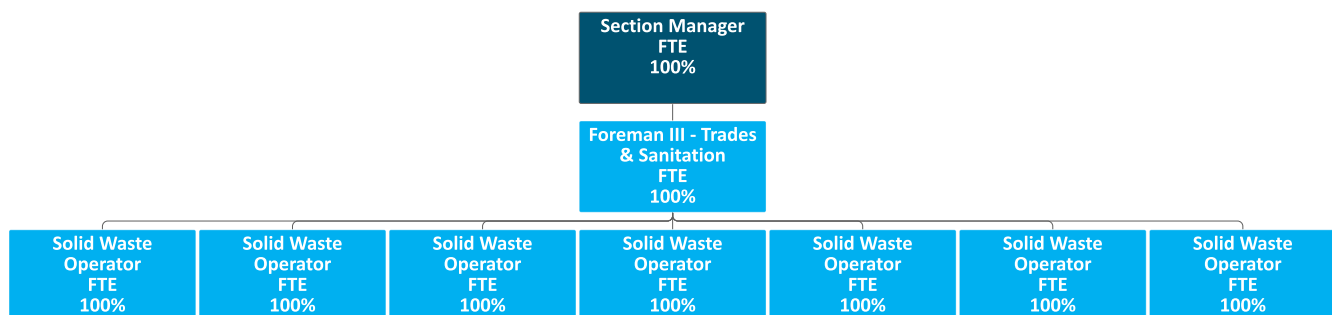 Section Manager
FTE
100%
Foreman III - Trades
& Sanitation
FTE
100%
Solid Waste
Operator
FTE
100%
Solid Waste
Operator
FTE
100%
Solid Waste
Operator
FTE
100%
Solid Waste
Operator
FTE
100%
Solid Waste
Operator
FTE
100%
Solid Waste
Operator
FTE
100%
Solid Waste
Operator
FTE
100%